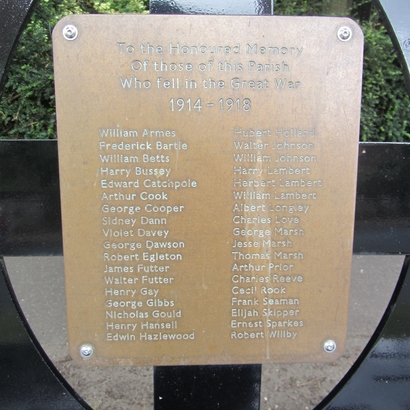 To the Honoured Memory
Of those of this Parish
Who fell in the Great War
1914 - 1918
William Armes
Frederick Bartle
William Betts
Harry Bussey
Edward Catchpole
Arthur Cook
George Cooper
Sidney Dann
Violet Davey
George Dawson
Robert Egleton
James Futter
Walter Futter
Henry Gay
George Gibbs
Nicholas Gould
Henry Hansell
Edwin Hazlewood
Hubert
Walter Johnson
William Johnson
Harry Lambert
Herbert Lambert
William Lambert
Albert Longley
Charles Love
George Marsh
Jesse Marsh
Thomas Marsh
Arthur Prior
Charles Reeve
Cecil Rook
Frank Seaman
Elijah Skipper
Ernest Sparkes
Robert Willby